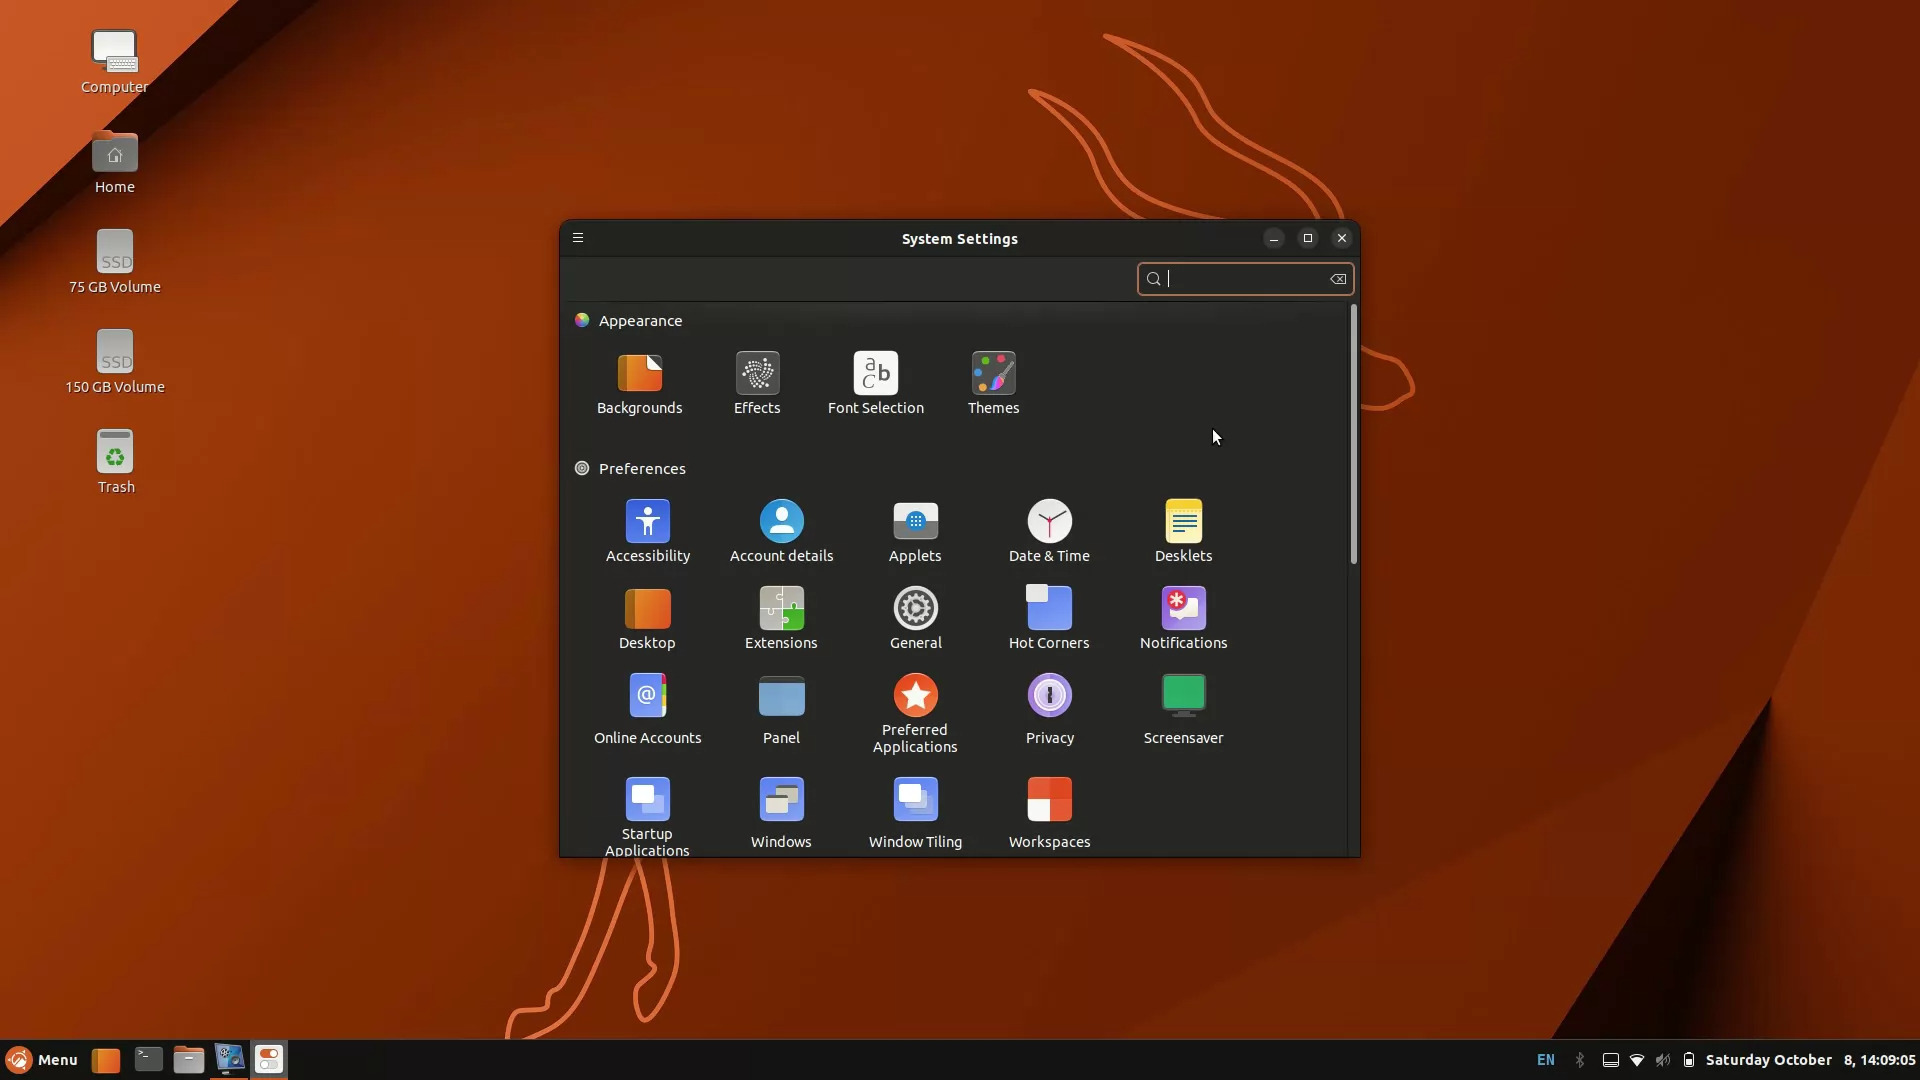 Computer
Home
SSD
75 GB Volume
SSD
150 GB Volume
Trash
System Settings
Appearance
Backgrounds
Effects
Font Selection
Themes
Preferences
Accessibility
Account details
Applets
Date & Time
Desklets
Desktop
Extensions
General
Hot Corners
Notifications
Online Accounts
Panel
Preferred
Applications
Privacy
Screensaver
Startup
Applications
Windows
Window Tiling
Workspaces
Menu
EN
Saturday October 8, 14:09:05